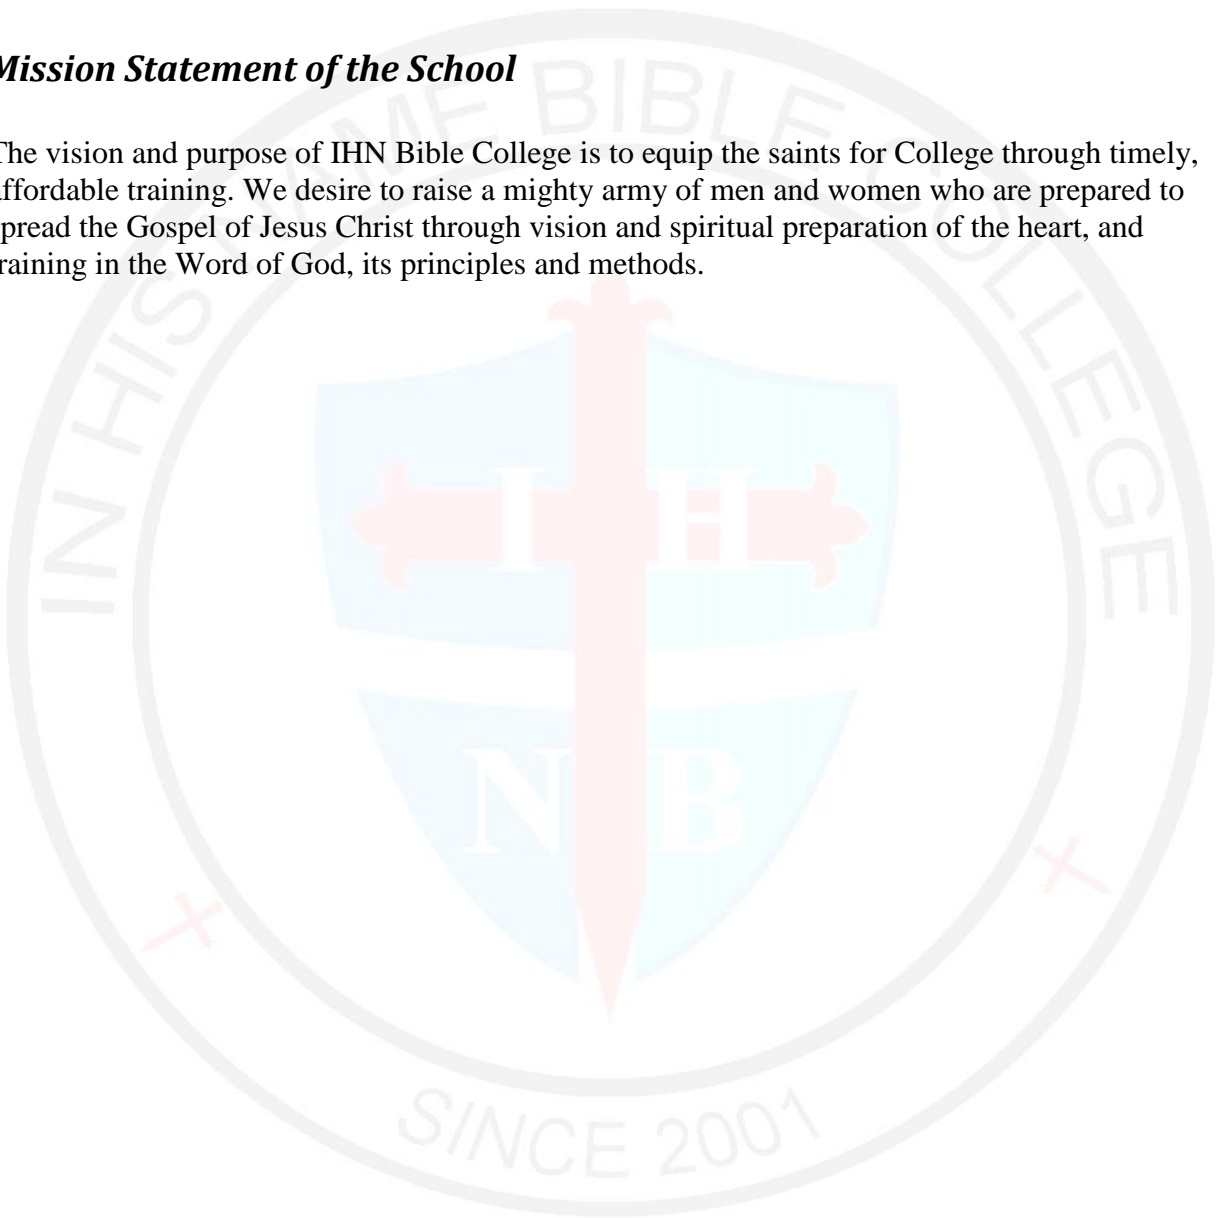 Mission Statement of the School
The vision and purpose of IHN Bible College is to equip the saints for College through timely,
affordable training. We desire to raise a mighty army of men and women who are prepared to
spread the Gospel of Jesus Christ through vision and spiritual preparation of the heart, and
training in the Word of God, its principles and methods.
IN HIS NAME BIBLE COLLEGE
I H
N B
SINCE 2001